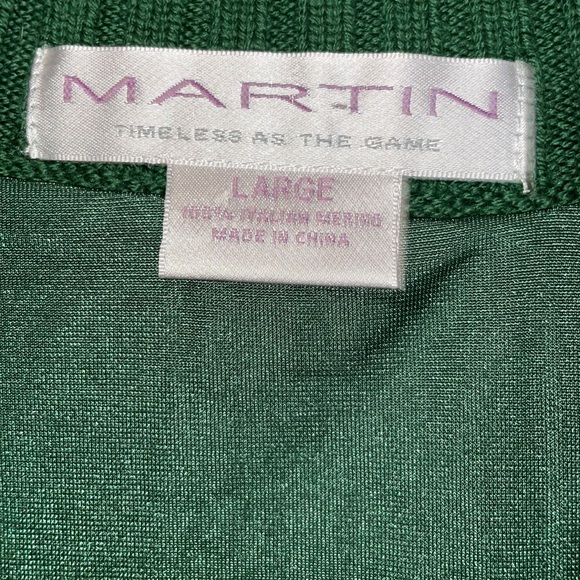 MARTIN
TIMELESS AS THE GAME
LARGE
100% ITALIAN MERINO
MADE IN CHINA